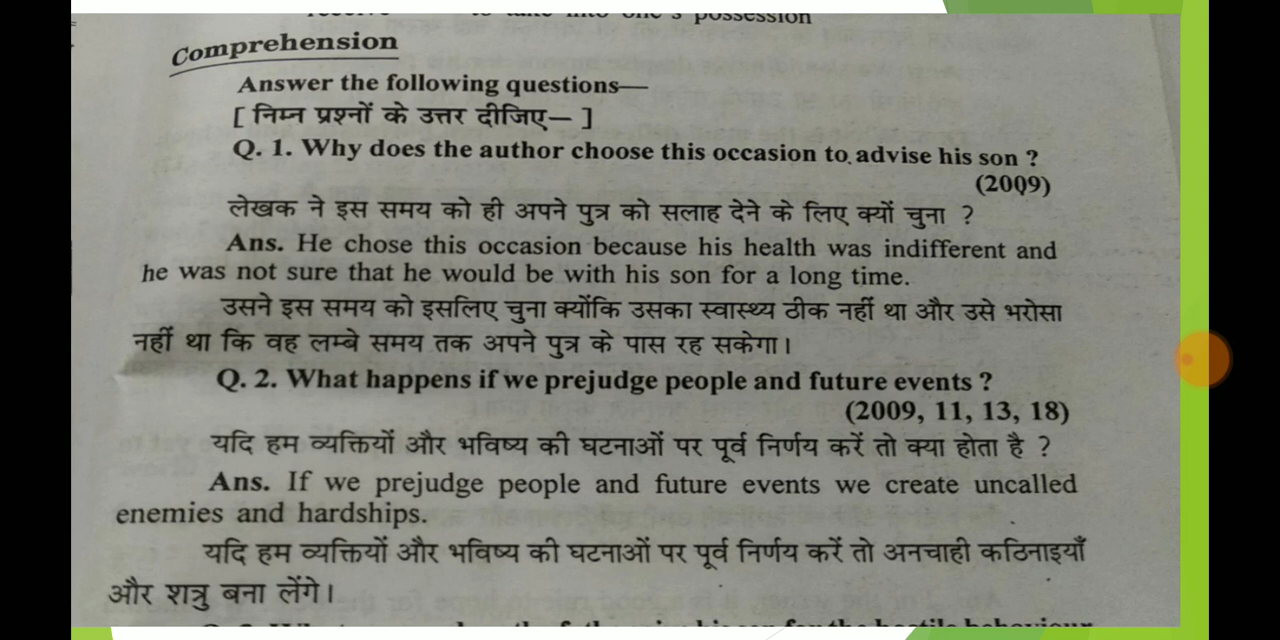 to take into one's possession
Comprehension
Answer the following questions—
[ निम्न प्रश्नों के उत्तर दीजिए— ]
Q. 1. Why does the author choose this occasion to advise his son ?
(2009)
लेखक ने इस समय को ही अपने पुत्र को सलाह देने के लिए क्यों चुना ?
Ans. He chose this occasion because his health was indifferent and
he was not sure that he would be with his son for a long time.
उसने इस समय को इसलिए चुना क्योंकि उसका स्वास्थ्य ठीक नहीं था और उसे भरोसा
नहीं था कि वह लम्बे समय तक अपने पुत्र के पास रह सकेगा।
Q. 2. What happens if we prejudge people and future events ?
(2009, 11, 13, 18)
यदि हम व्यक्तियों और भविष्य की घटनाओं पर पूर्व निर्णय करें तो क्या होता है ?
Ans. If we prejudge people and future events we create uncalled
enemies and hardships.
यदि हम व्यक्तियों और भविष्य की घटनाओं पर पूर्व निर्णय करें तो अनचाही कठिनाइयाँ
और शत्रु बना लेंगे।